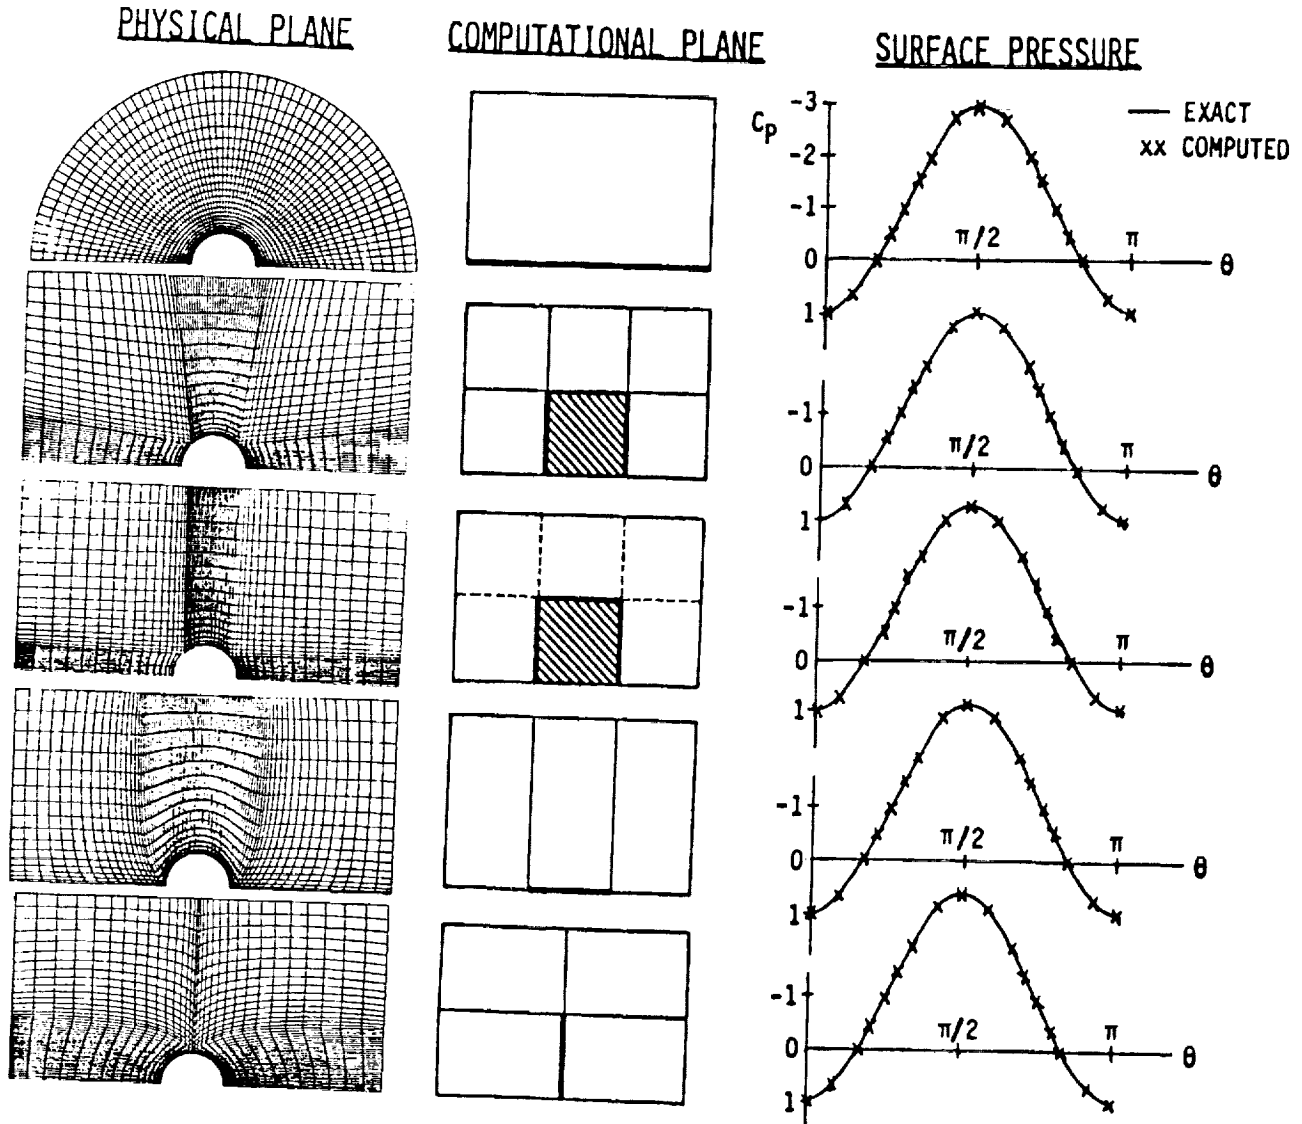 PHYSICAL PLANE
COMPUTATIONAL PLANE
SURFACE PRESSURE
Cp
-3
-2
-1
0
1
π/2
π
θ
— EXACT
xx COMPUTED
-1
0
1
π/2
π
θ
-1
0
1
π/2
π
θ
-1
0
1
π/2
π
θ
-1
0
1
π/2
π
θ